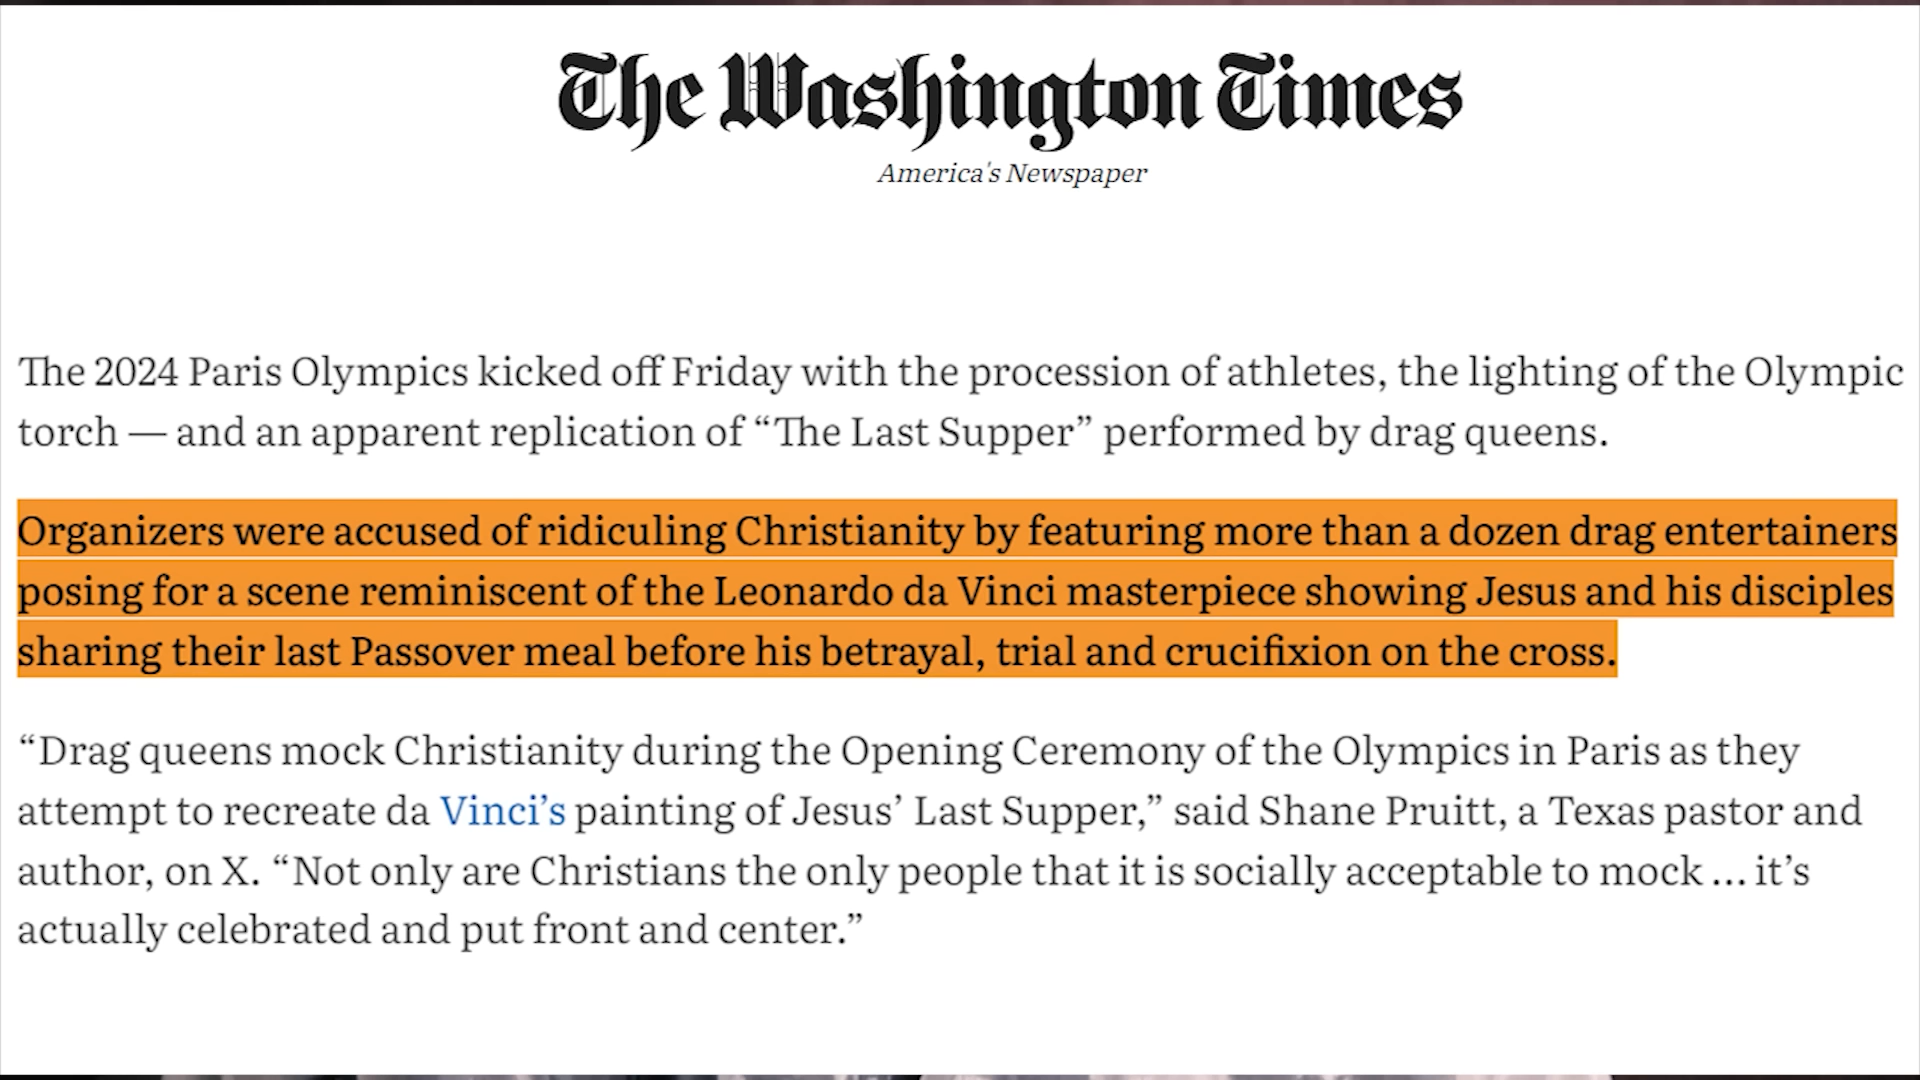 The Washington Times
America's Newspaper
The 2024 Paris Olympics kicked off Friday with the procession of athletes, the lighting of the Olympic
torch — and an apparent replication of “The Last Supper” performed by drag queens.
Organizers were accused of ridiculing Christianity by featuring more than a dozen drag entertainers
posing for a scene reminiscent of the Leonardo da Vinci masterpiece showing Jesus and his disciples
sharing their last Passover meal before his betrayal, trial and crucifixion on the cross.
“Drag queens mock Christianity during the Opening Ceremony of the Olympics in Paris as they
attempt to recreate da Vinci’s painting of Jesus’ Last Supper,” said Shane Pruitt, a Texas pastor and
author, on X. “Not only are Christians the only people that it is socially acceptable to mock … it’s
actually celebrated and put front and center.”